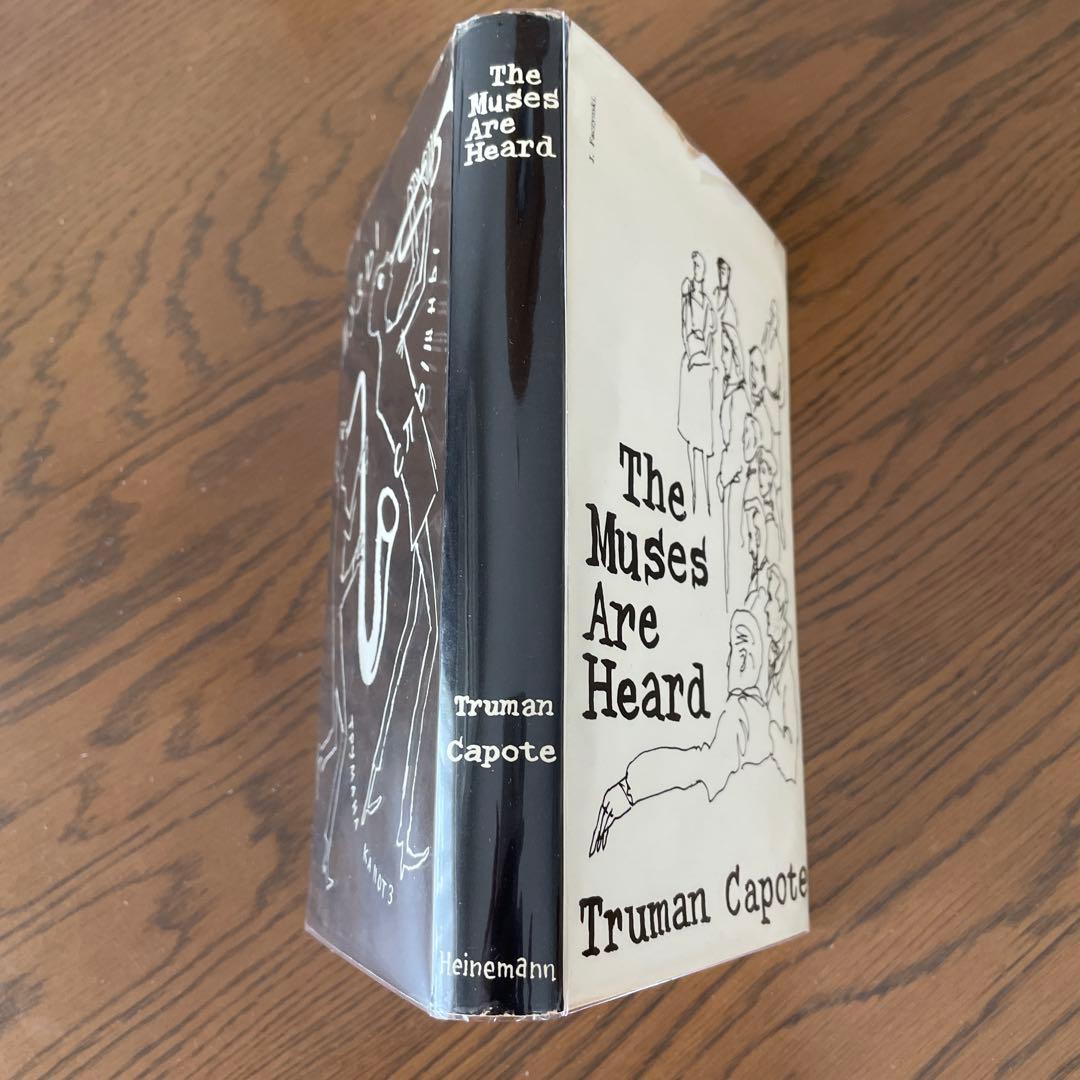 The
Muses
Are
Heard
Truman
Capote
Heinemann
The
Muses
Are
Heard
Truman Capote